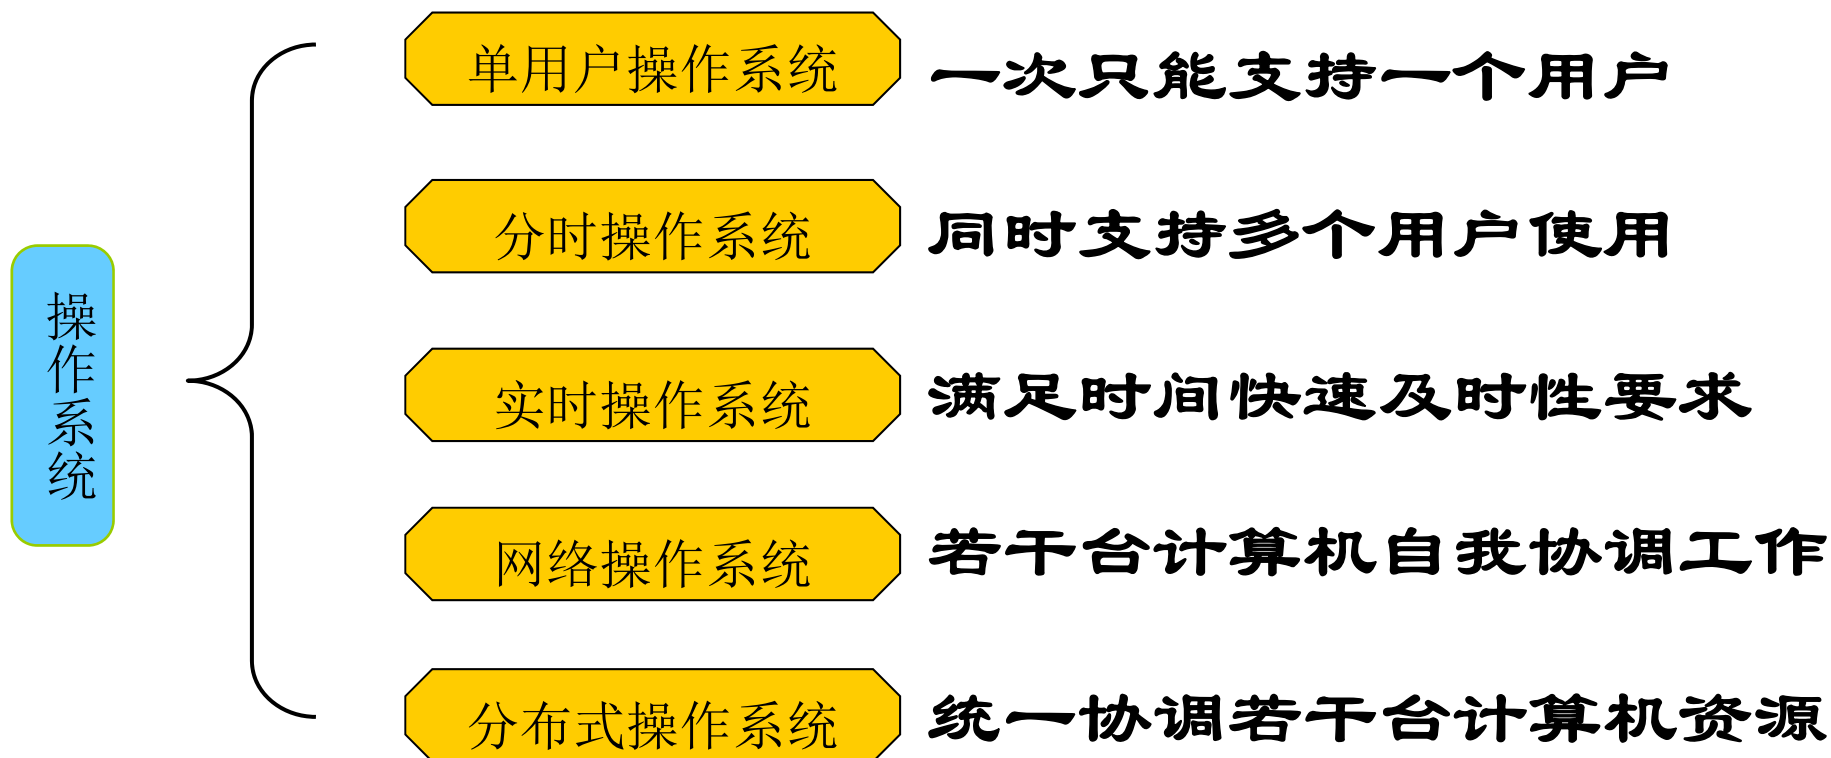 操作系统
单用户操作系统 一次只能支持一个用户
分时操作系统 同时支持多个用户使用
实时操作系统 满足时间快速及时性要求
网络操作系统 若干台计算机自我协调工作
分布式操作系统 统一协调若干台计算机资源